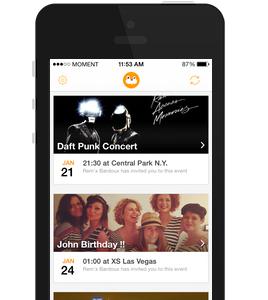 ●●●○○ MOMENT 11:53 AM 87%
Random Access Memories
Daft Punk Concert
JAN 21
21:30 at Central Park N.Y.
Rem's Bardoux has invited you to this event
John Birthday !!
JAN 24
01:00 at XS Las Vegas
Rem's Bardoux has invited you to this event